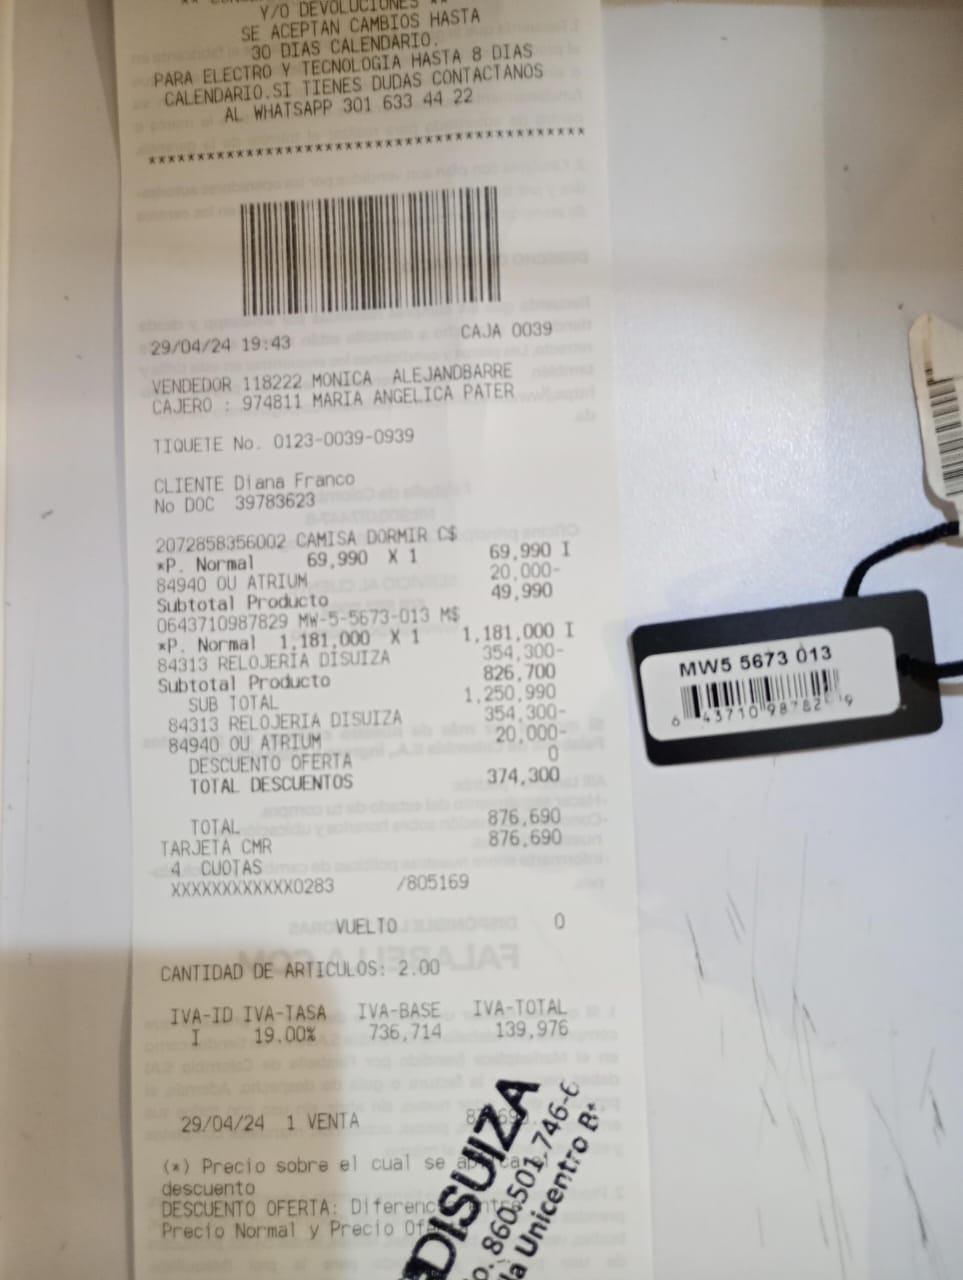 Y/O DEVOLUCIONES **
SE ACEPTAN CAMBIOS HASTA
30 DIAS CALENDARIO.
PARA ELECTRO Y TECNOLOGIA HASTA 8 DIAS
CALENDARIO.SI TIENES DUDAS CONTACTANOS
AL WHATSAPP 301 633 44 22
******************************************
29/04/24 19:43 CAJA 0039
VENDEDOR 118222 MONICA ALEJANDBARRE
CAJERO : 974811 MARIA ANGELICA PATER
TIQUETE No. 0123-0039-0939
CLIENTE Diana Franco
No DOC 39783623
2072858356002 CAMISA DORMIR C$
*P. Normal 69,990 X 1 69,990 I
84940 OU ATRIUM 20,000-
Subtotal Producto 49,990
0643710987829 MW-5-5673-013 M$
*P. Normal 1,181,000 X 1 1,181,000 I
84313 RELOJERIA DISUIZA 354,300-
Subtotal Producto 826,700
SUB TOTAL 1,250,990
84313 RELOJERIA DISUIZA 354,300-
84940 OU ATRIUM 20,000-
DESCUENTO OFERTA 0
TOTAL DESCUENTOS 374,300
TOTAL 876,690
TARJETA CMR 876,690
4 CUOTAS
XXXXXXXXXXXX0283 /805169
VUELTO 0
CANTIDAD DE ARTICULOS: 2.00
IVA-ID IVA-TASA IVA-BASE IVA-TOTAL
I 19.00% 736,714 139,976
29/04/24 1 VENTA
(*) Precio sobre el cual se
descuento
DESCUENTO OFERTA:
Precio Normal y Precio
DISUIZA
860.501.746-6
Unicentro
MW5 5673 013
6 43710 98782 9